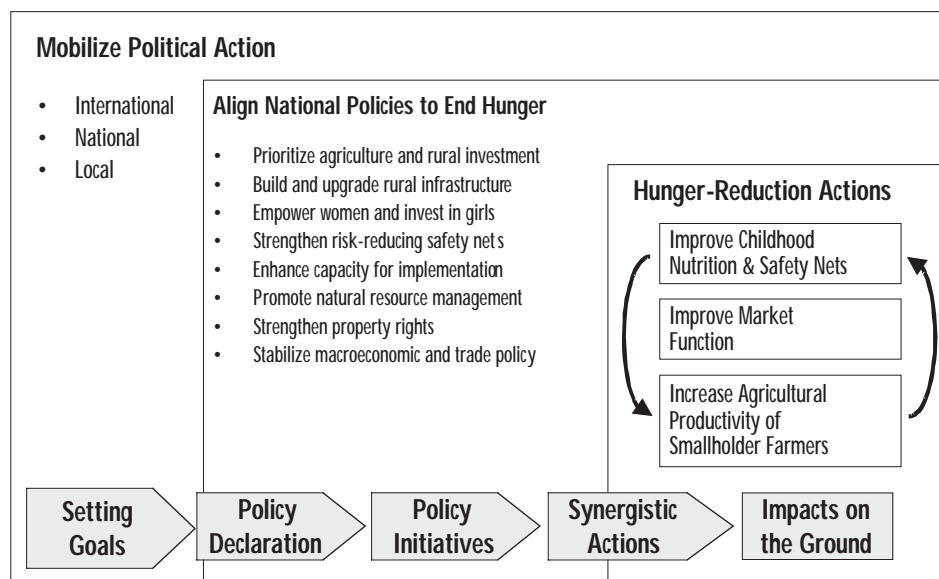 Mobilize Political Action
• International
• National
• Local
Align National Policies to End Hunger
• Prioritize agriculture and rural investment
• Build and upgrade rural infrastructure
• Empower women and invest in girls
• Strengthen risk-reducing safety nets
• Enhance capacity for implementation
• Promote natural resource management
• Strengthen property rights
• Stabilize macroeconomic and trade policy
Hunger-Reduction Actions
Improve Childhood
Nutrition & Safety Nets
Improve Market
Function
Increase Agricultural
Productivity of
Smallholder Farmers
Setting
Goals
Policy
Declaration
Policy
Initiatives
Synergistic
Actions
Impacts on
the Ground